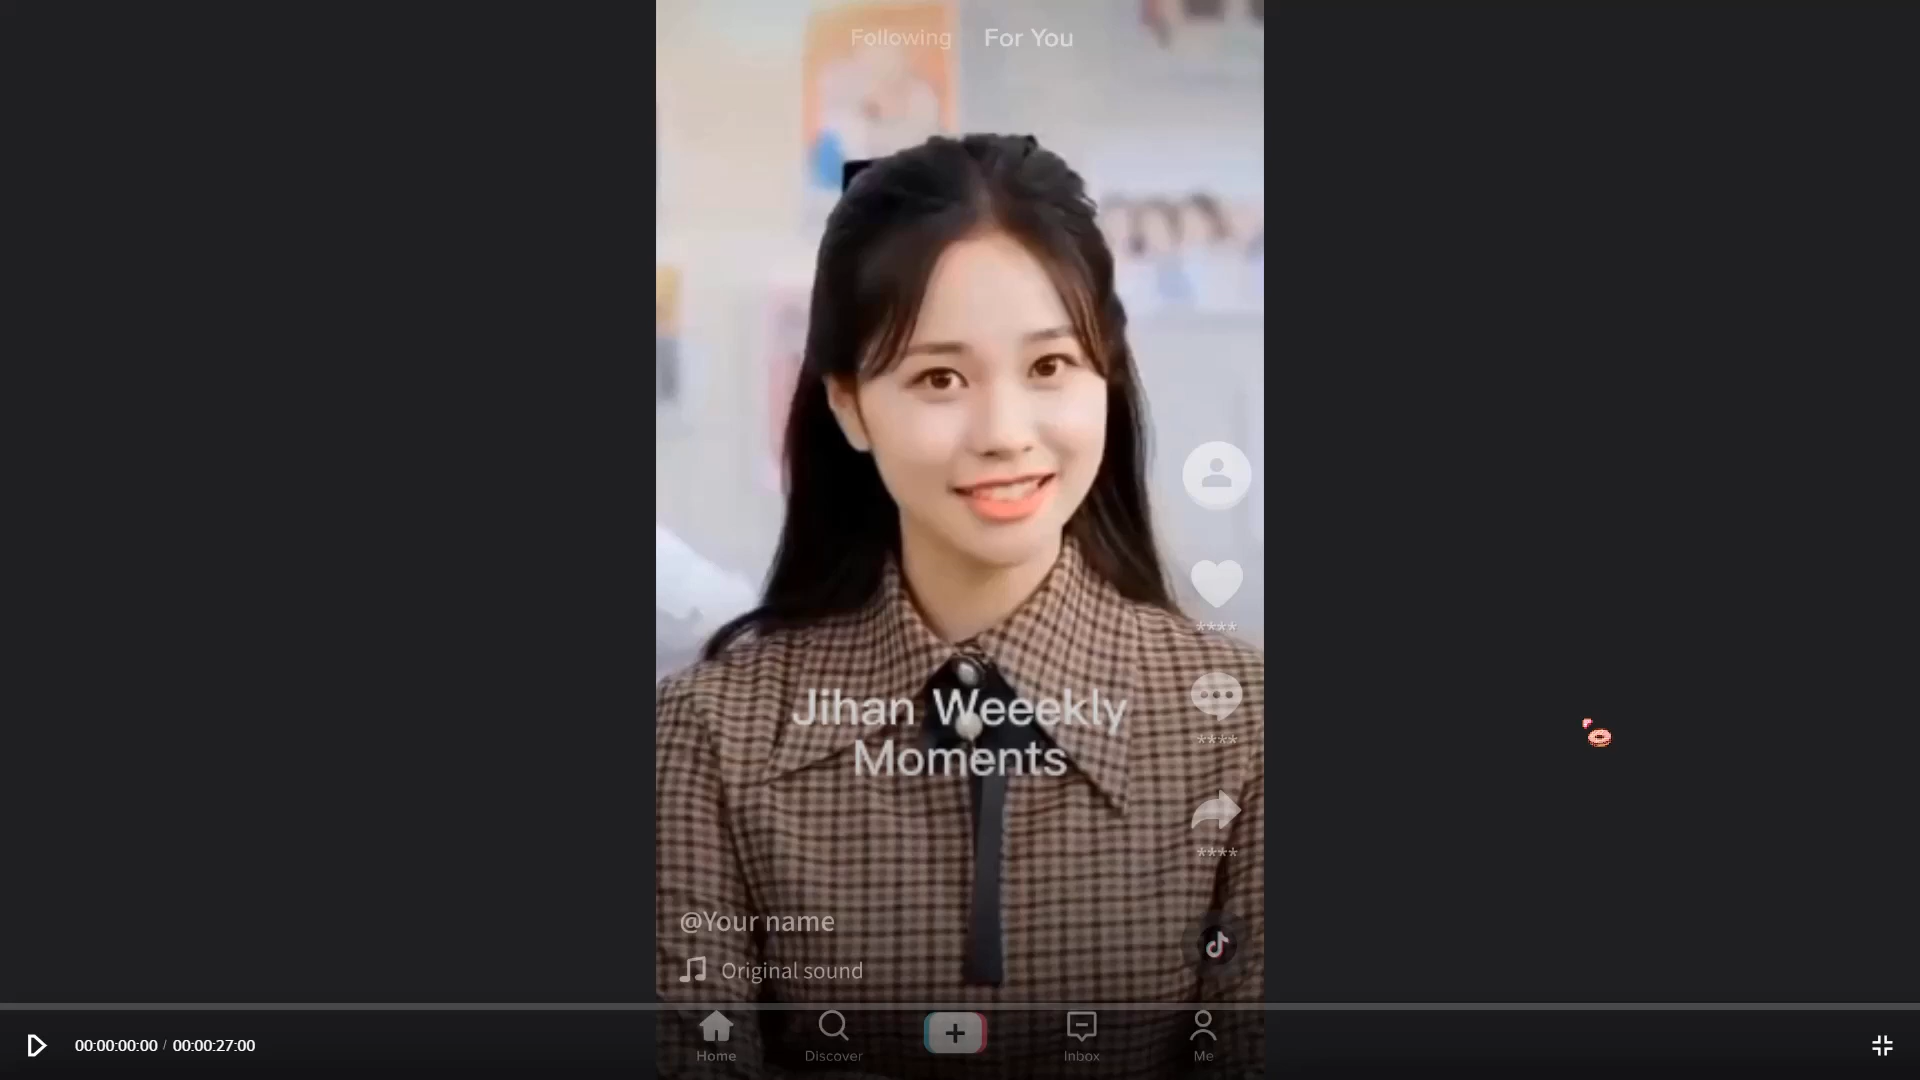 Following For You
****
Jihan Weeekly
Moments
****
****
@Your name
Original sound
Home Discover Inbox Me
00:00:00:00 / 00:00:27:00